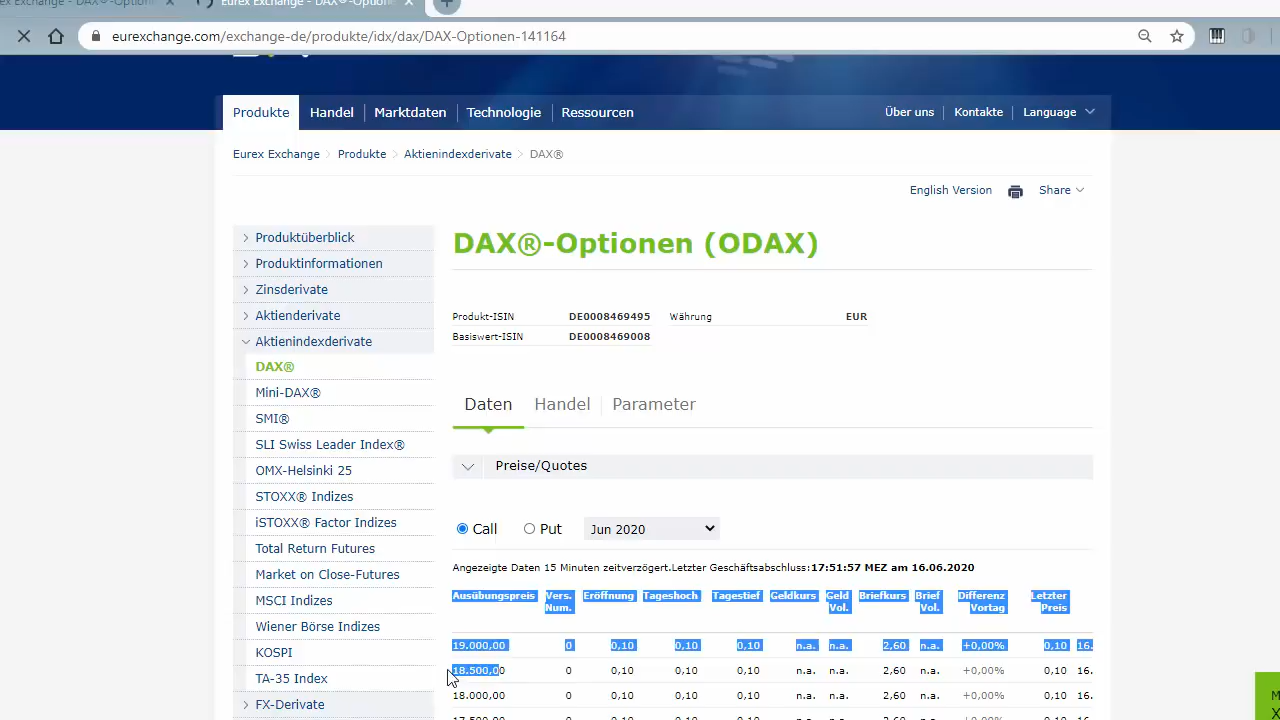 Eurex Exchange - DAX®-Optionen
eurexchange.com/exchange-de/produkte/idx/dax/DAX-Optionen-141164
Produkte Handel Marktdaten Technologie Ressourcen Über uns Kontakte Language
Eurex Exchange Produkte Aktienindexderivate DAX®
English Version Share
Produktüberblick
Produktinformationen
Zinsderivate
Aktienderivate
Aktienindexderivate
DAX®
Mini-DAX®
SMI®
SLI Swiss Leader Index®
OMX-Helsinki 25
STOXX® Indizes
iSTOXX® Factor Indizes
Total Return Futures
Market on Close-Futures
MSCI Indizes
Wiener Börse Indizes
KOSPI
TA-35 Index
FX-Derivate
DAX®-Optionen (ODAX)
Produkt-ISIN DE0008469495 Währung EUR
Basiswert-ISIN DE0008469008
Daten Handel Parameter
Preise/Quotes
Call Put Jun 2020
Angezeigte Daten 15 Minuten zeitverzögert.Letzter Geschäftsabschluss:17:51:57 MEZ am 16.06.2020
Ausübungspreis Vers. Eröffnung Tageshoch Tagestief Geldkurs Geld Briefkurs Brief Differenz Letzter
Num. Vol. Vol. Vortag Preis
19.000,00 0 0,10 0,10 0,10 n.a. n.a. 2,60 n.a. +0,00% 0,10 16.
18.500,00 0 0,10 0,10 0,10 n.a. n.a. 2,60 n.a. +0,00% 0,10 16.
18.000,00 0 0,10 0,10 0,10 n.a. n.a. 2,60 n.a. +0,00% 0,10 16.